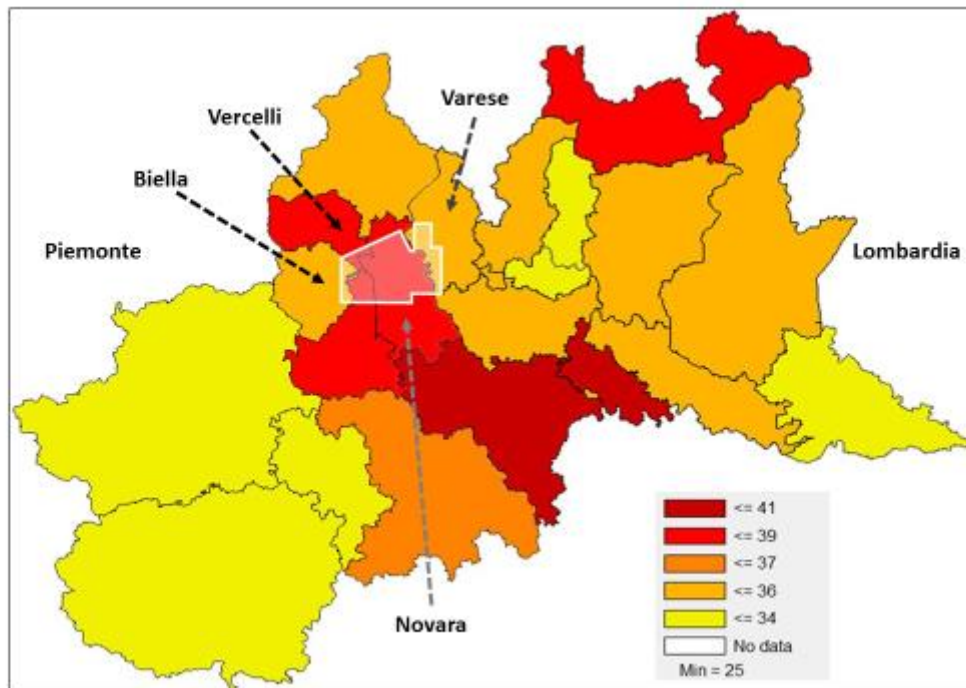 Varese
Vercelli
Biella
Piemonte
Lombardia
Novara
<= 41
<= 39
<= 37
<= 36
<= 34
No data
Min = 25